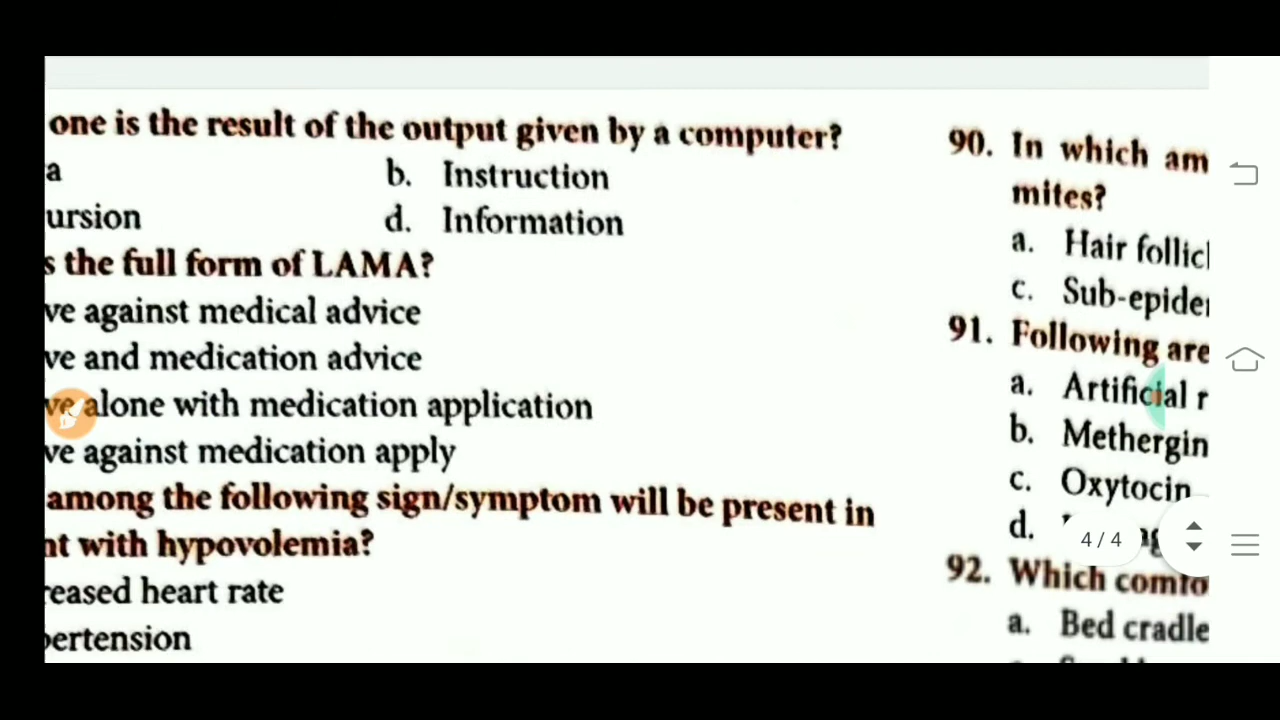 one is the result of the output given by a computer?
a
b. Instruction
ursion
d. Information
s the full form of LAMA?
ve against medical advice
ve and medication advice
ve alone with medication application
ve against medication apply
among the following sign/symptom will be present in
nt with hypovolemia?
reased heart rate
pertension
90. In which am
mites?
a. Hair follicl
c. Sub-epider
91. Following are
a. Artificial r
b. Methergin
c. Oxytocin
d.
4 / 4
92. Which comfo
a. Bed cradle